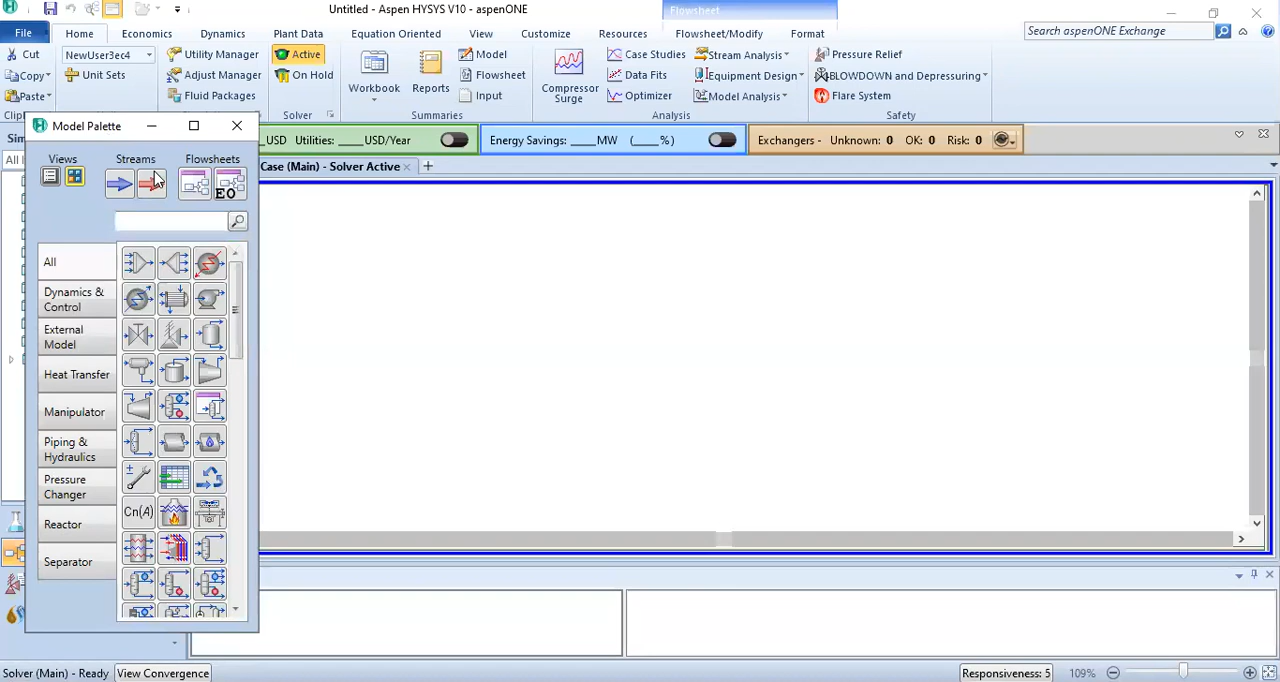 Untitled - Aspen HYSYS V10 - aspenONE
Flowsheet
File
Home
Economics
Dynamics
Plant Data
Equation Oriented
View
Customize
Resources
Flowsheet/Modify
Format
Search aspenONE Exchange
Cut
Copy
Paste
NewUser3ec4
Unit Sets
Utility Manager
Adjust Manager
Fluid Packages
Active
On Hold
Solver
Workbook
Reports
Model
Flowsheet
Input
Summaries
Compressor
Surge
Case Studies
Data Fits
Optimizer
Stream Analysis
Equipment Design
Model Analysis
Analysis
Pressure Relief
BLOWDOWN and Depressuring
Flare System
Safety
USD Utilities: ____USD/Year
Energy Savings: ____MW (____%)
Exchangers - Unknown: 0 OK: 0 Risk: 0
Case (Main) - Solver Active
Model Palette
Views
Streams
Flowsheets
EO
All
Dynamics &
Control
External
Model
Heat Transfer
Manipulator
Piping &
Hydraulics
Pressure
Changer
Reactor
Separator
Cn(A)
Solver (Main) - Ready
View Convergence
Responsiveness: 5
109%